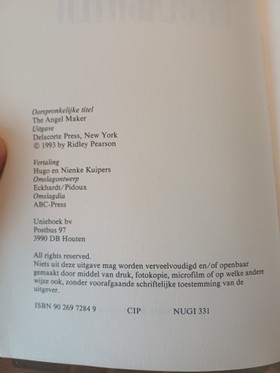 Oorspronkelijke titel
The Angel Maker
Uitgave
Delacorte Press, New York
© 1993 by Ridley Pearson
Vertaling
Hugo en Nienke Kuipers
Omslagontwerp
Eckhardt/Pidoux
Omslagdia
ABC-Press
Unieboek bv
Postbus 97
3990 DB Houten
All rights reserved.
Niets uit deze uitgave mag worden verveelvoudigd en/of openbaar
gemaakt door middel van druk, fotokopie, microfilm of op welke andere
wijze ook, zonder voorafgaande schriftelijke toestemming van de
uitgever.
ISBN 90 269 7284 9 CIP NUGI 331